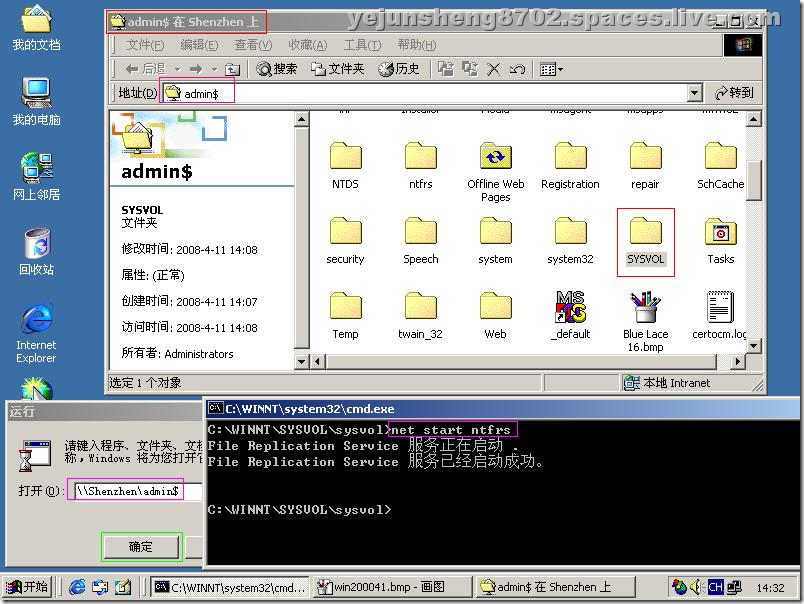 yejunsheng8702.spaces.live.com
我的文档
我的电脑
网上邻居
回收站
Internet
Explorer
admin$ 在 Shenzhen 上
文件(F) 编辑(E) 查看(V) 收藏(A) 工具(T) 帮助(H)
后退 搜索 文件夹 历史
地址(D) admin$ 转到
admin$
SYSVOL
文件夹
修改时间: 2008-4-11 14:08
属性: (正常)
创建时间: 2008-4-11 14:07
访问时间: 2008-4-11 14:08
所有者: Administrators
NTDS ntfrs Offline Web Pages Registration repair SchCache
security Speech system system32 SYSVOL Tasks
Temp twain_32 Web _default Blue Lace 16.bmp certocm.log
选定 1 个对象 本地 Intranet
运行
请键入程序、文件夹、文
称，Windows 将为您打开
打开(O): \\Shenzhen\admin$
确定
C:\WINNT\system32\cmd.exe
C:\WINNT\SYSVOL\sysvol>net start ntfrs
File Replication Service 服务正在启动 .
File Replication Service 服务已经启动成功。
C:\WINNT\SYSVOL\sysvol>
开始 C:\WINNT\system32\cmd... win200041.bmp - 画图 admin$ 在 Shenzhen 上 CH 14:32